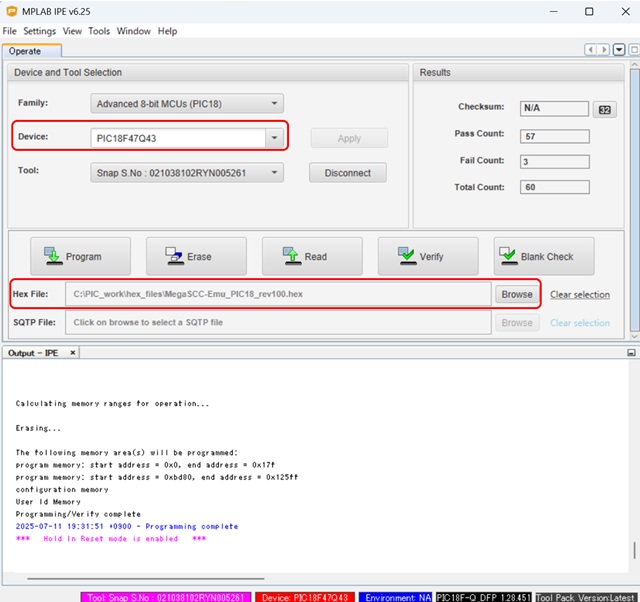 MPLAB IPE v6.25
File Settings View Tools Window Help
Operate
Device and Tool Selection
Family: Advanced 8-bit MCUs (PIC18)
Device: PIC18F47Q43 Apply
Tool: Snap S.No : 021038102RYN005261 Disconnect
Results
Checksum: N/A 32
Pass Count: 57
Fail Count: 3
Total Count: 60
Program Erase Read Verify Blank Check
Hex File: C:\PIC_work\hex_files\MegaSCC-Emu_PIC18_rev100.hex Browse Clear selection
SQTP File: Click on browse to select a SQTP file Browse Clear selection
Output - IPE ×
Calculating memory ranges for operation...
Erasing...
The following memory area(s) will be programmed:
program memory: start address = 0x0, end address = 0x17f
program memory: start address = 0xbd80, end address = 0x125ff
configuration memory
User Id Memory
Programming/Verify complete
2025-07-11 19:31:51 +0900 - Programming complete
*** Hold In Reset mode is enabled ***
Tool: Snap S.No : 021038102RYN005261 Device: PIC18F47Q43 Environment: NA PIC18F-Q_DFP 1.28.451 Tool Pack Version:Latest